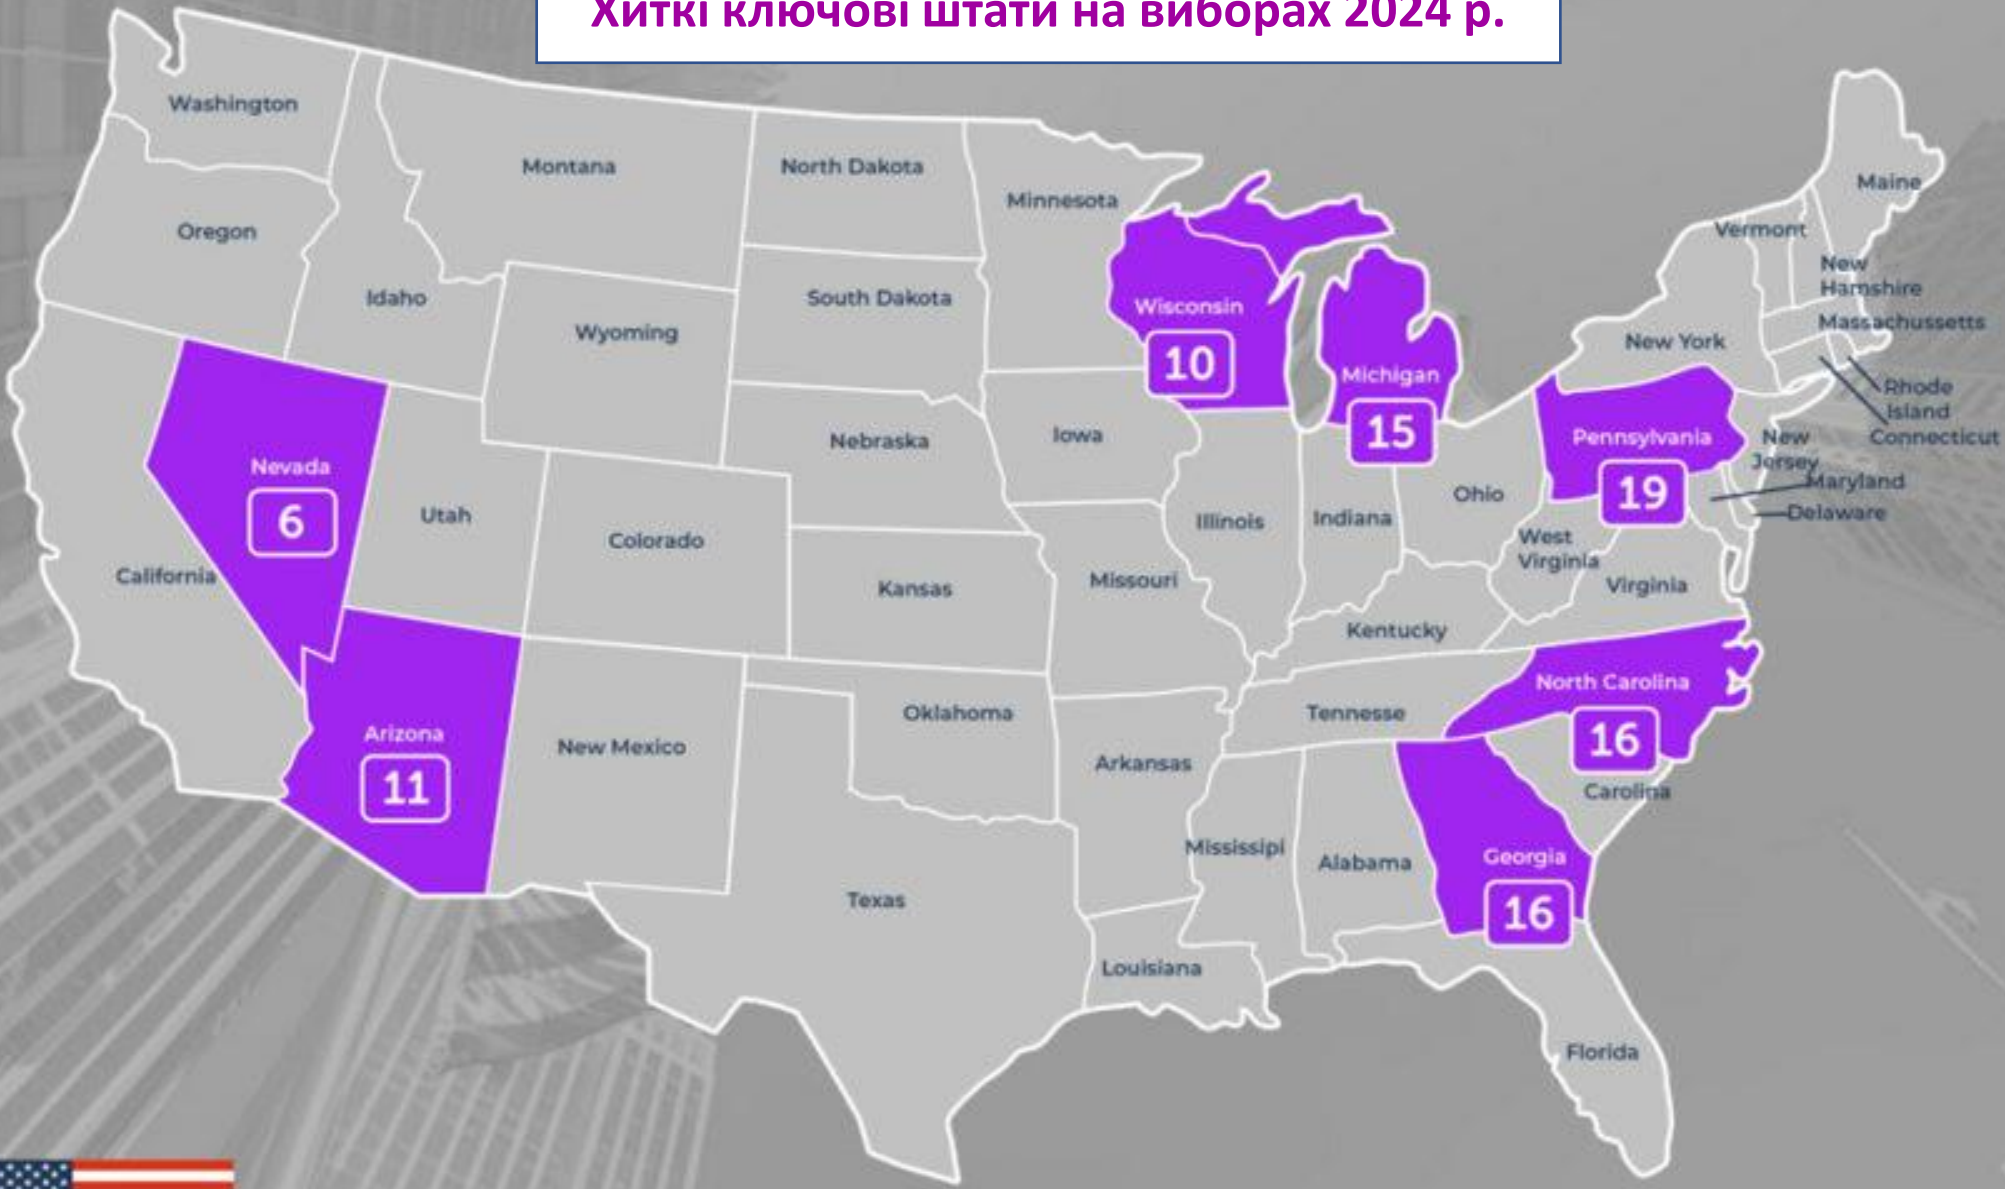 Хиткі ключові штати на виборах 2024 р.
Washington
Montana
North Dakota
Minnesota
Maine
Oregon
Vermont
Idaho
South Dakota
Wisconsin
10
New
Hamshire
Wyoming
Michigan
15
New York
Massachussetts
Rhode
Island
Connecticut
Nebraska
Iowa
Pennsylvania
19
New
Jersey
Maryland
Delaware
Nevada
6
Utah
Colorado
Illinois
Indiana
Ohio
West
Virginia
Virginia
California
Kansas
Missouri
Kentucky
North Carolina
16
Arizona
11
New Mexico
Oklahoma
Tennesse
Arkansas
Carolina
Mississipi
Alabama
Georgia
16
Texas
Louisiana
Florida